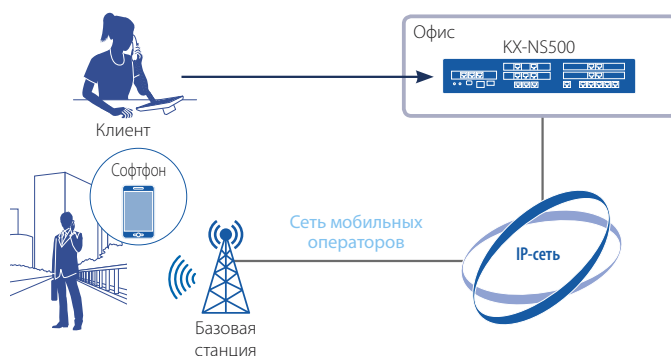 Офис
KX-NS500
Клиент
Софтфон
Сеть мобильных
операторов
IP-сеть
Базовая
станция